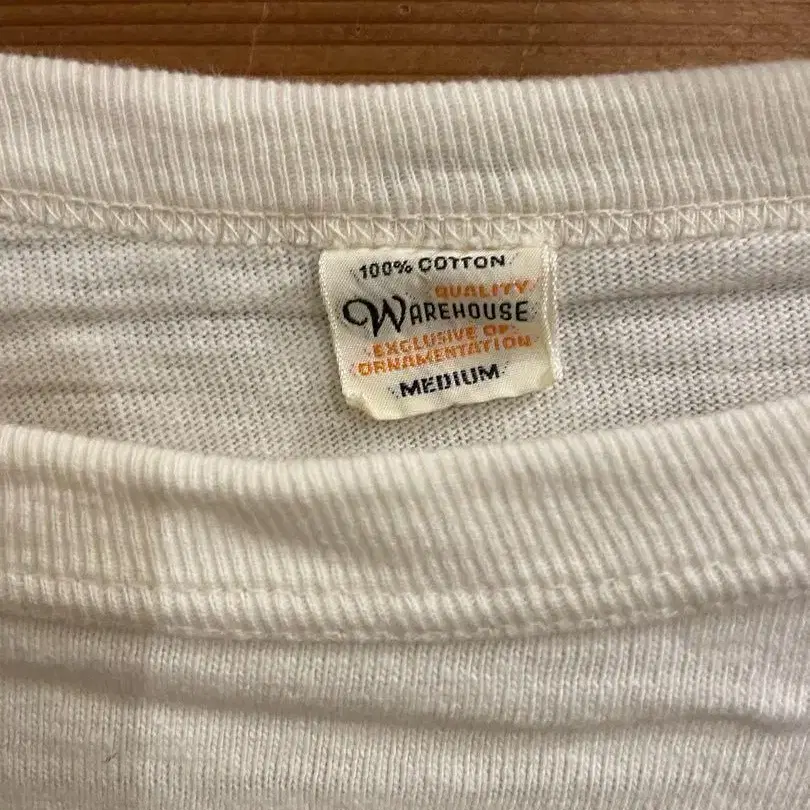 100% COTTON
QUALITY
WAREHOUSE
EXCLUSIVE OF
ORNAMENTATION
MEDIUM